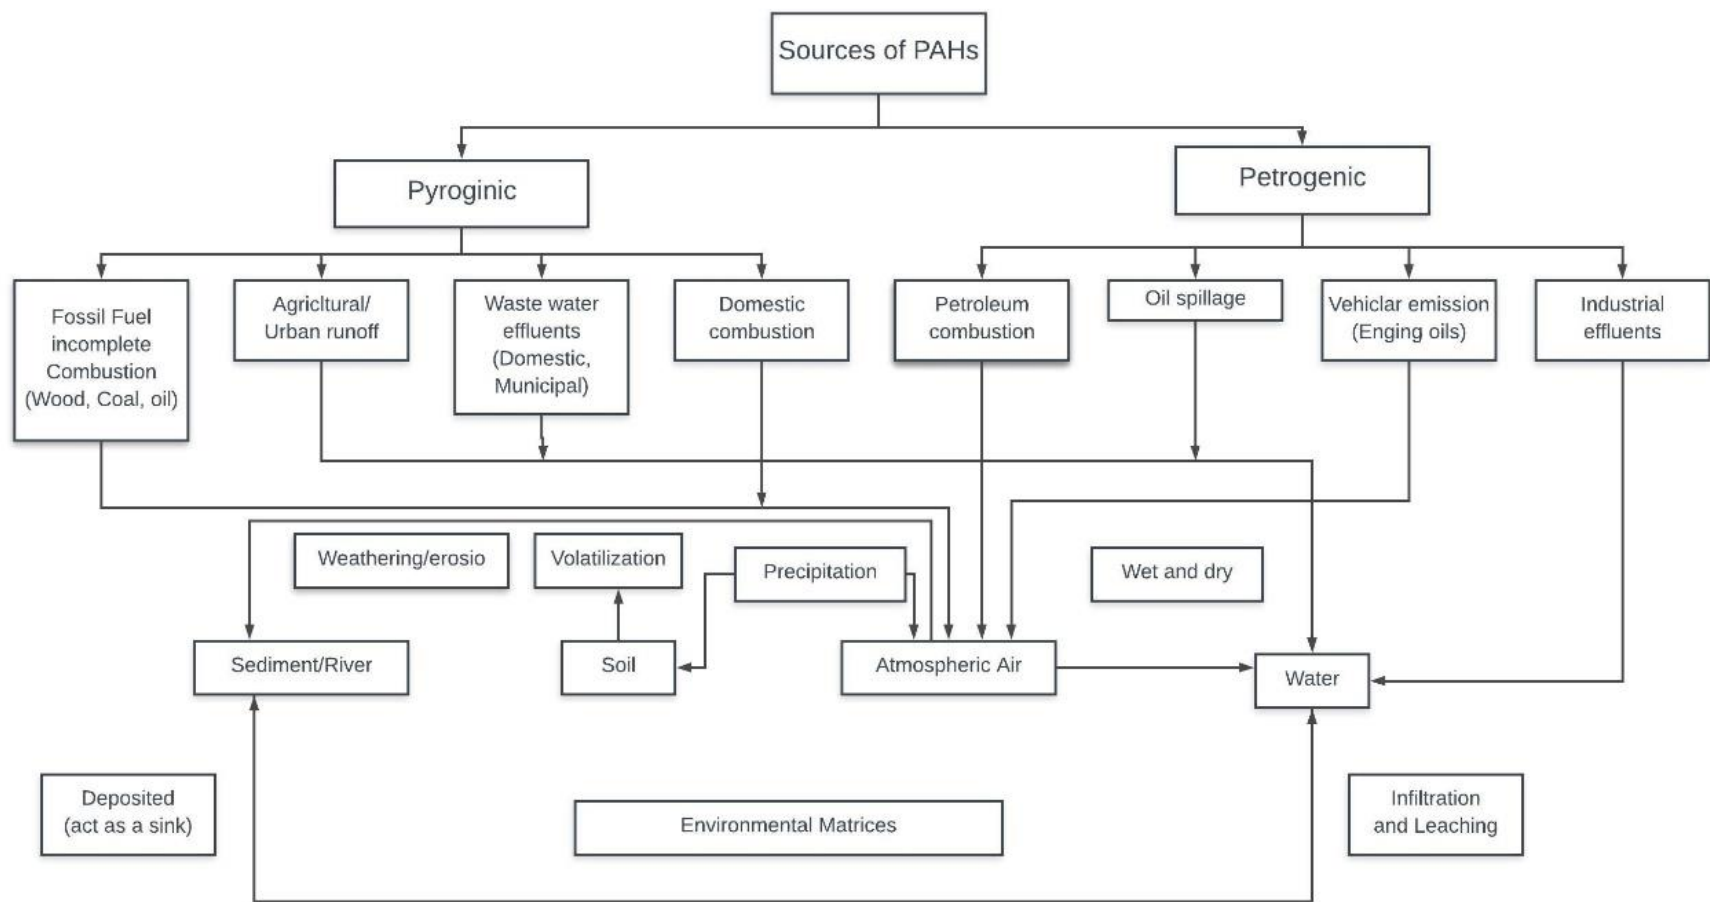 Sources of PAHs
Pyroginic
Petrogenic
Fossil Fuel
incomplete
Combustion
(Wood, Coal, oil)
Agricltural/
Urban runoff
Waste water
effluents
(Domestic,
Municipal)
Domestic
combustion
Petroleum
combustion
Oil spillage
Vehiclar emission
(Enging oils)
Industrial
effluents
Weathering/erosio
Volatilization
Precipitation
Wet and dry
Sediment/River
Soil
Atmospheric Air
Water
Deposited
(act as a sink)
Environmental Matrices
Infiltration
and Leaching